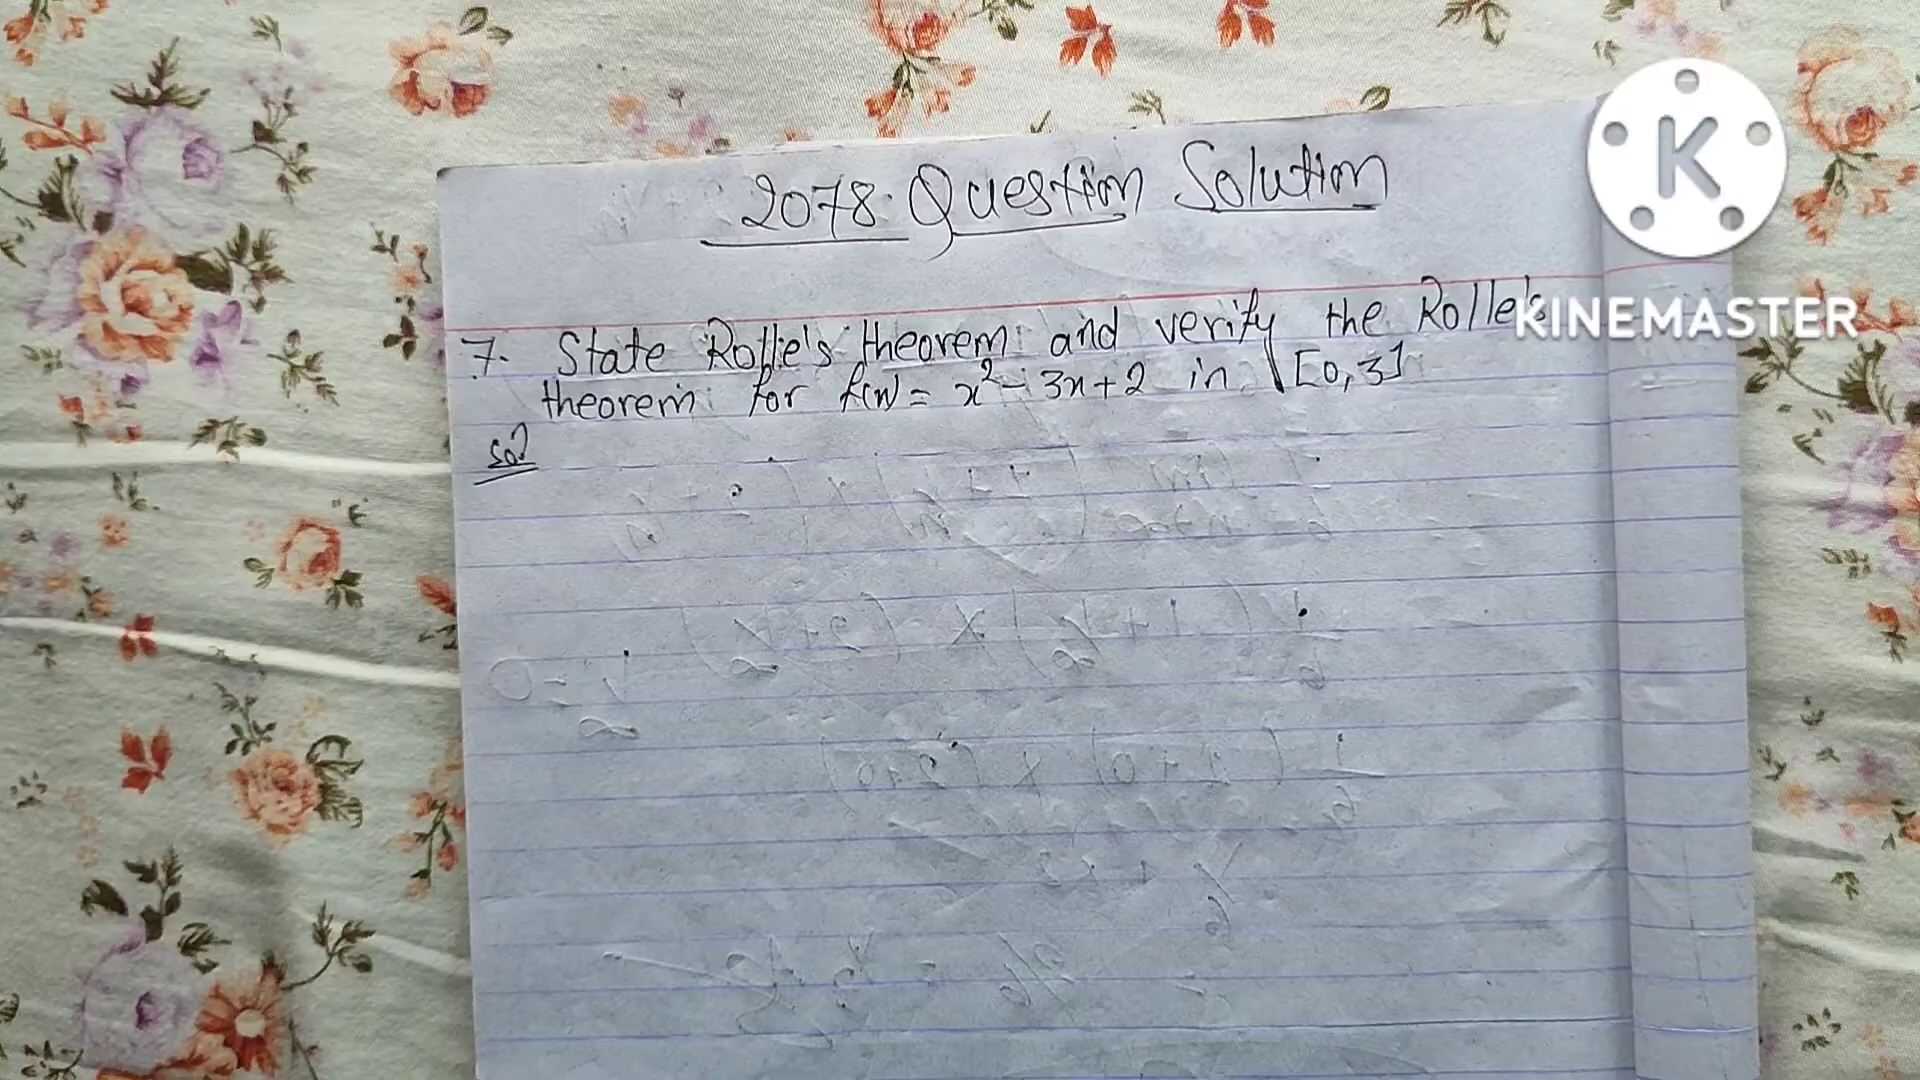 2078 Question Solution
K
KINEMASTER
7. State Rolle's theorem and verify the Rolle's
theorem for f(x) = x² - 3x + 2 in [0, 3]
Solⁿ